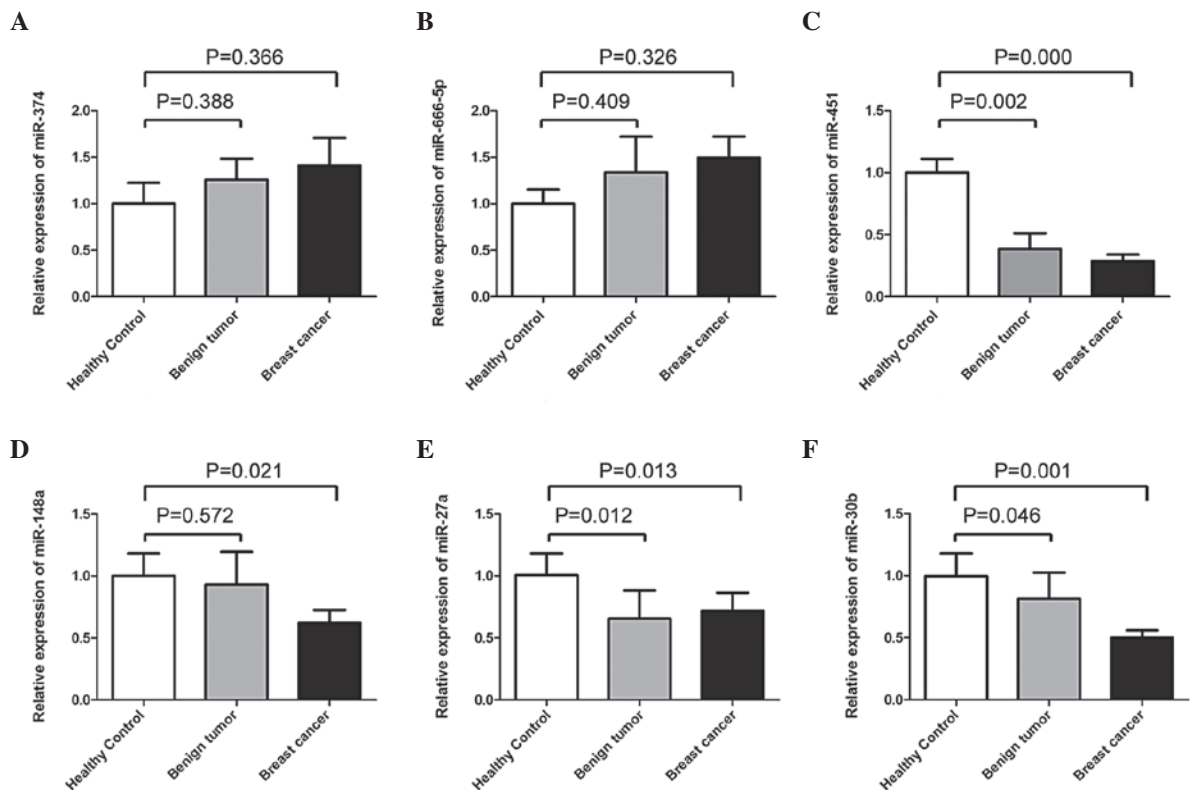 A
P=0.366
P=0.388
Relative expression of miR-374
2.0
1.5
1.0
0.5
0.0
Healthy Control
Benign tumor
Breast cancer
B
P=0.326
P=0.409
Relative expression of miR-666-5p
2.0
1.5
1.0
0.5
0.0
Healthy Control
Benign tumor
Breast cancer
C
P=0.000
P=0.002
Relative expression of miR-451
1.5
1.0
0.5
0.0
Healthy Control
Benign tumor
Breast cancer
D
P=0.021
P=0.572
Relative expression of miR-148a
1.5
1.0
0.5
0.0
Healthy Control
Benign tumor
Breast cancer
E
P=0.013
P=0.012
Relative expression of miR-27a
1.5
1.0
0.5
0.0
Healthy Control
Benign tumor
Breast cancer
F
P=0.001
P=0.046
Relative expression of miR-30b
1.5
1.0
0.5
0.0
Healthy Control
Benign tumor
Breast cancer